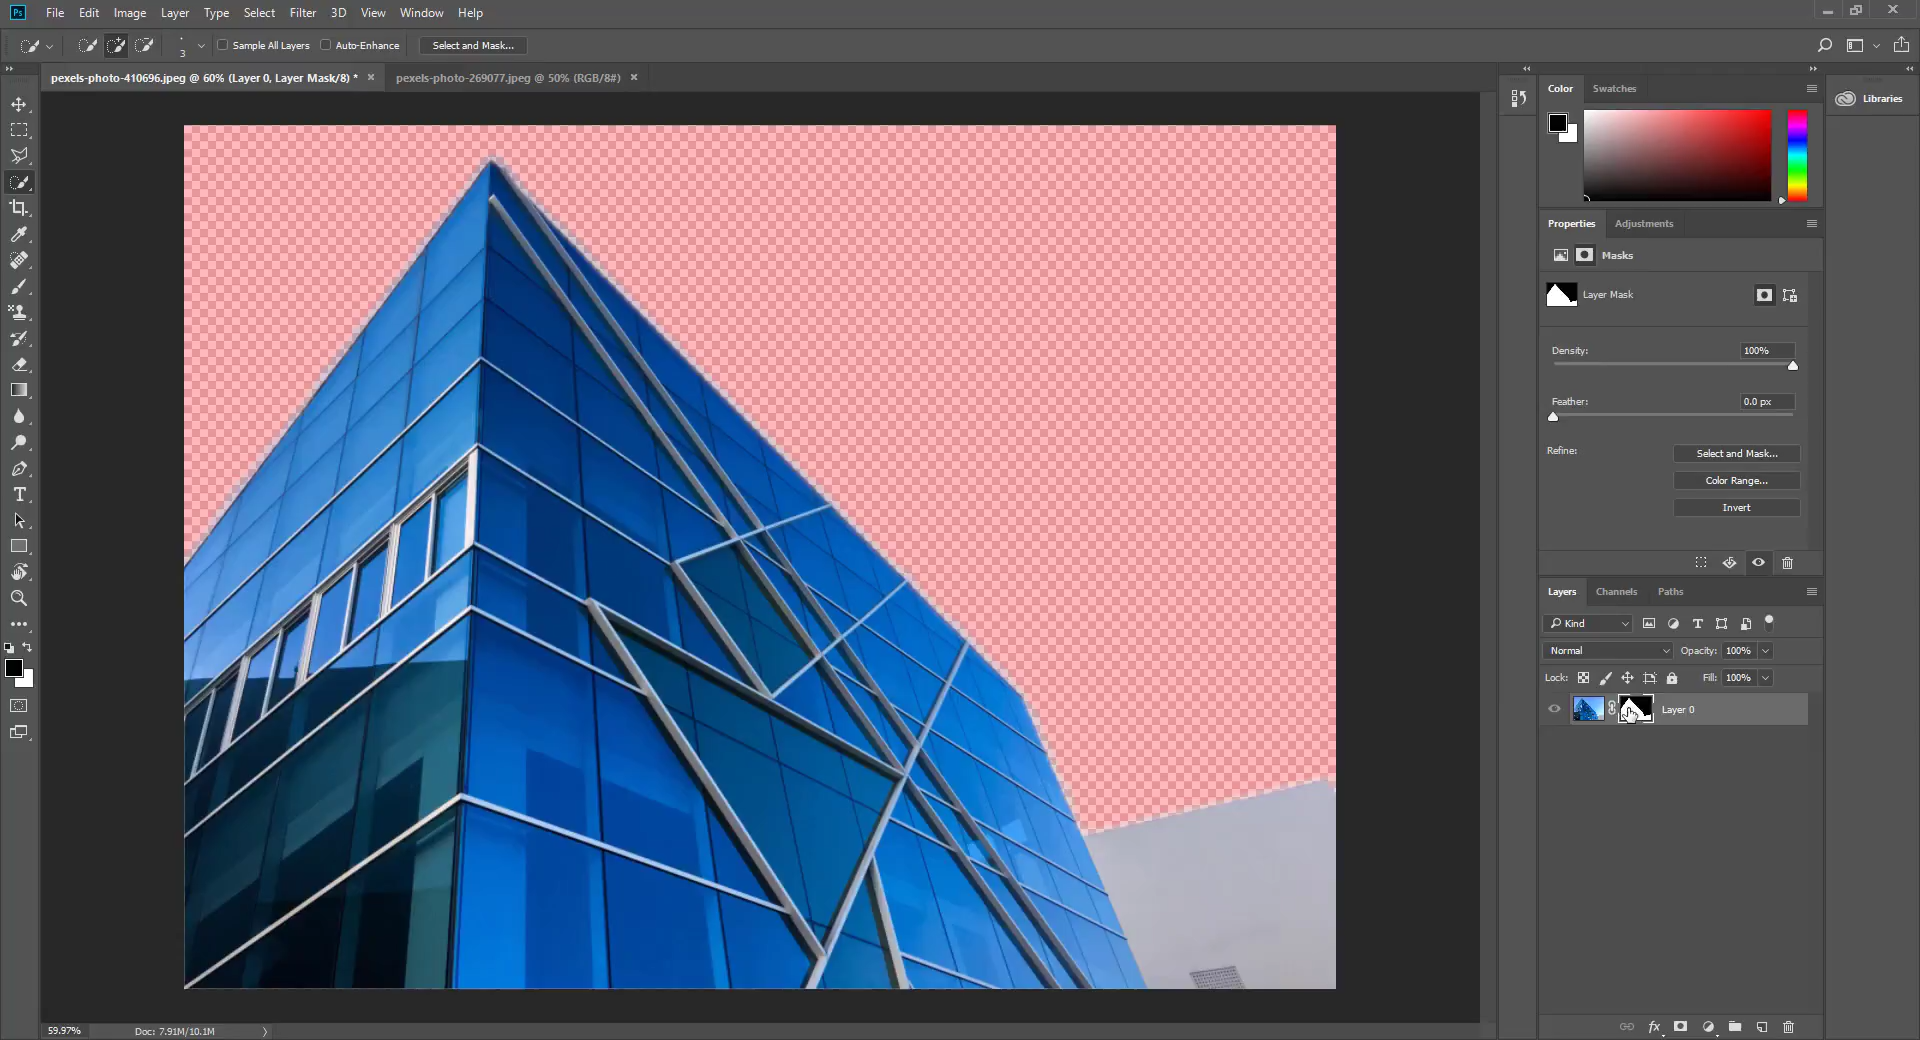 Ps File Edit Image Layer Type Select Filter 3D View Window Help
3 Sample All Layers Auto-Enhance Select and Mask...
pexels-photo-410696.jpeg @ 60% (Layer 0, Layer Mask/8) * × pexels-photo-269077.jpeg @ 50% (RGB/8#) ×
Color Swatches
Libraries
Properties Adjustments
Masks
Layer Mask
Density: 100%
Feather: 0.0 px
Refine: Select and Mask...
Color Range...
Invert
Layers Channels Paths
Kind
Normal Opacity: 100%
Lock: Fill: 100%
Layer 0
fx
59.97% Doc: 7.91M/10.1M